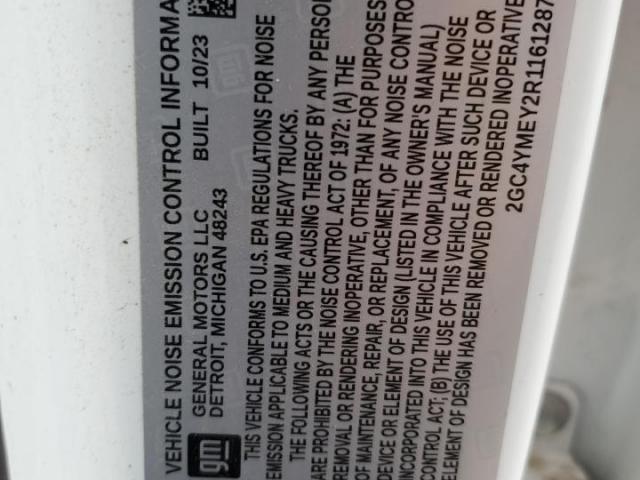 VEHICLE NOISE EMISSION CONTROL INFORMA
gm
GENERAL MOTORS LLC BUILT 10/23
DETROIT, MICHIGAN 48243
THIS VEHICLE CONFORMS TO U.S. EPA REGULATIONS FOR NOISE
EMISSION APPLICABLE TO MEDIUM AND HEAVY TRUCKS.
THE FOLLOWING ACTS OR THE CAUSING THEREOF BY ANY PERSON
ARE PROHIBITED BY THE NOISE CONTROL ACT OF 1972: (A) THE
REMOVAL OR RENDERING INOPERATIVE, OTHER THAN FOR PURPOSES
OF MAINTENANCE, REPAIR, OR REPLACEMENT, OF ANY NOISE CONTRO
DEVICE OR ELEMENT OF DESIGN (LISTED IN THE OWNER'S MANUAL)
INCORPORATED INTO THIS VEHICLE IN COMPLIANCE WITH THE NOISE
CONTROL ACT; (B) THE USE OF THIS VEHICLE AFTER SUCH DEVICE OR
ELEMENT OF DESIGN HAS BEEN REMOVED OR RENDERED INOPERATIVE
2GC4YMEY2R1161287